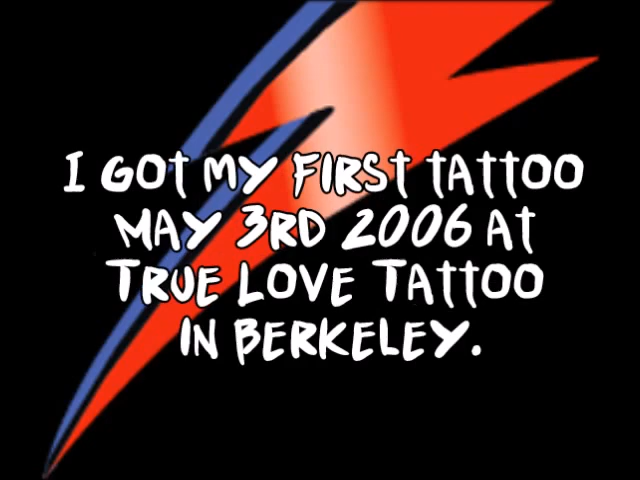 I GOT MY FIRST TATTOO
MAY 3RD 2006 AT
TRUE LOVE TATTOO
IN BERKELEY.